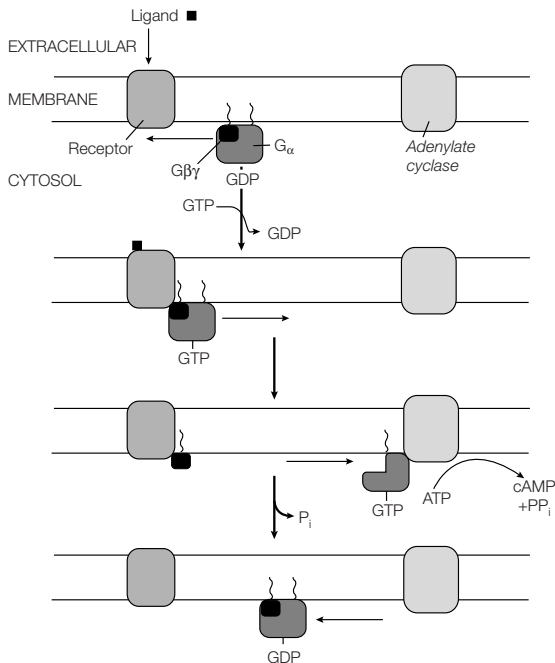 Ligand
EXTRACELLULAR
MEMBRANE
Receptor
Adenylate
cyclase
Gα
Gβγ
CYTOSOL
GDP
GTP
GDP
GTP
GTP
ATP
cAMP
+PPi
Pi
GDP